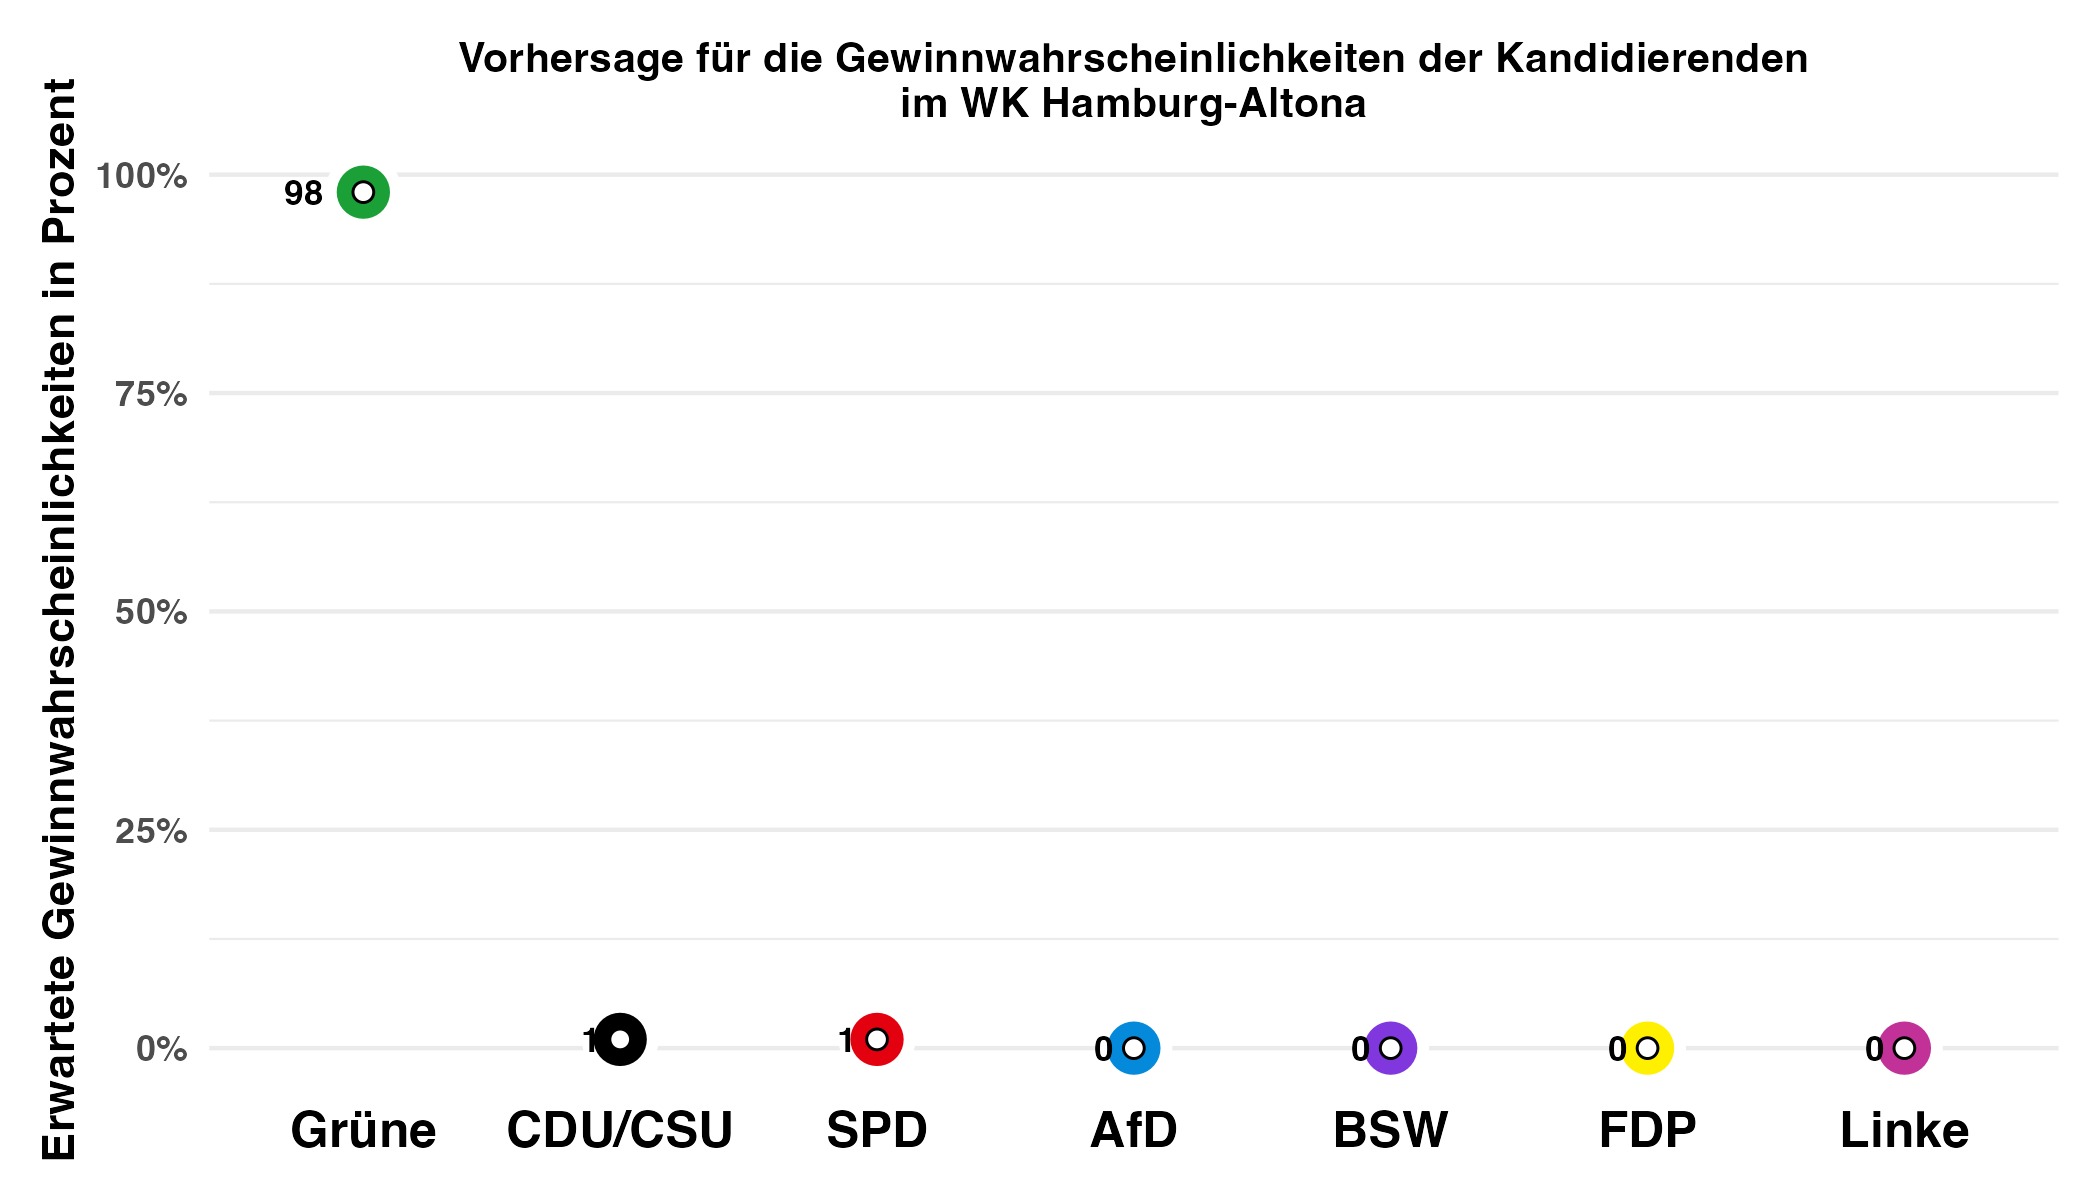 Vorhersage für die Gewinnwahrscheinlichkeiten der Kandidierenden
im WK Hamburg-Altona
Erwartete Gewinnwahrscheinlichkeiten in Prozent
100%
75%
50%
25%
0%
98
1
1
0
0
0
0
Grüne
CDU/CSU
SPD
AfD
BSW
FDP
Linke